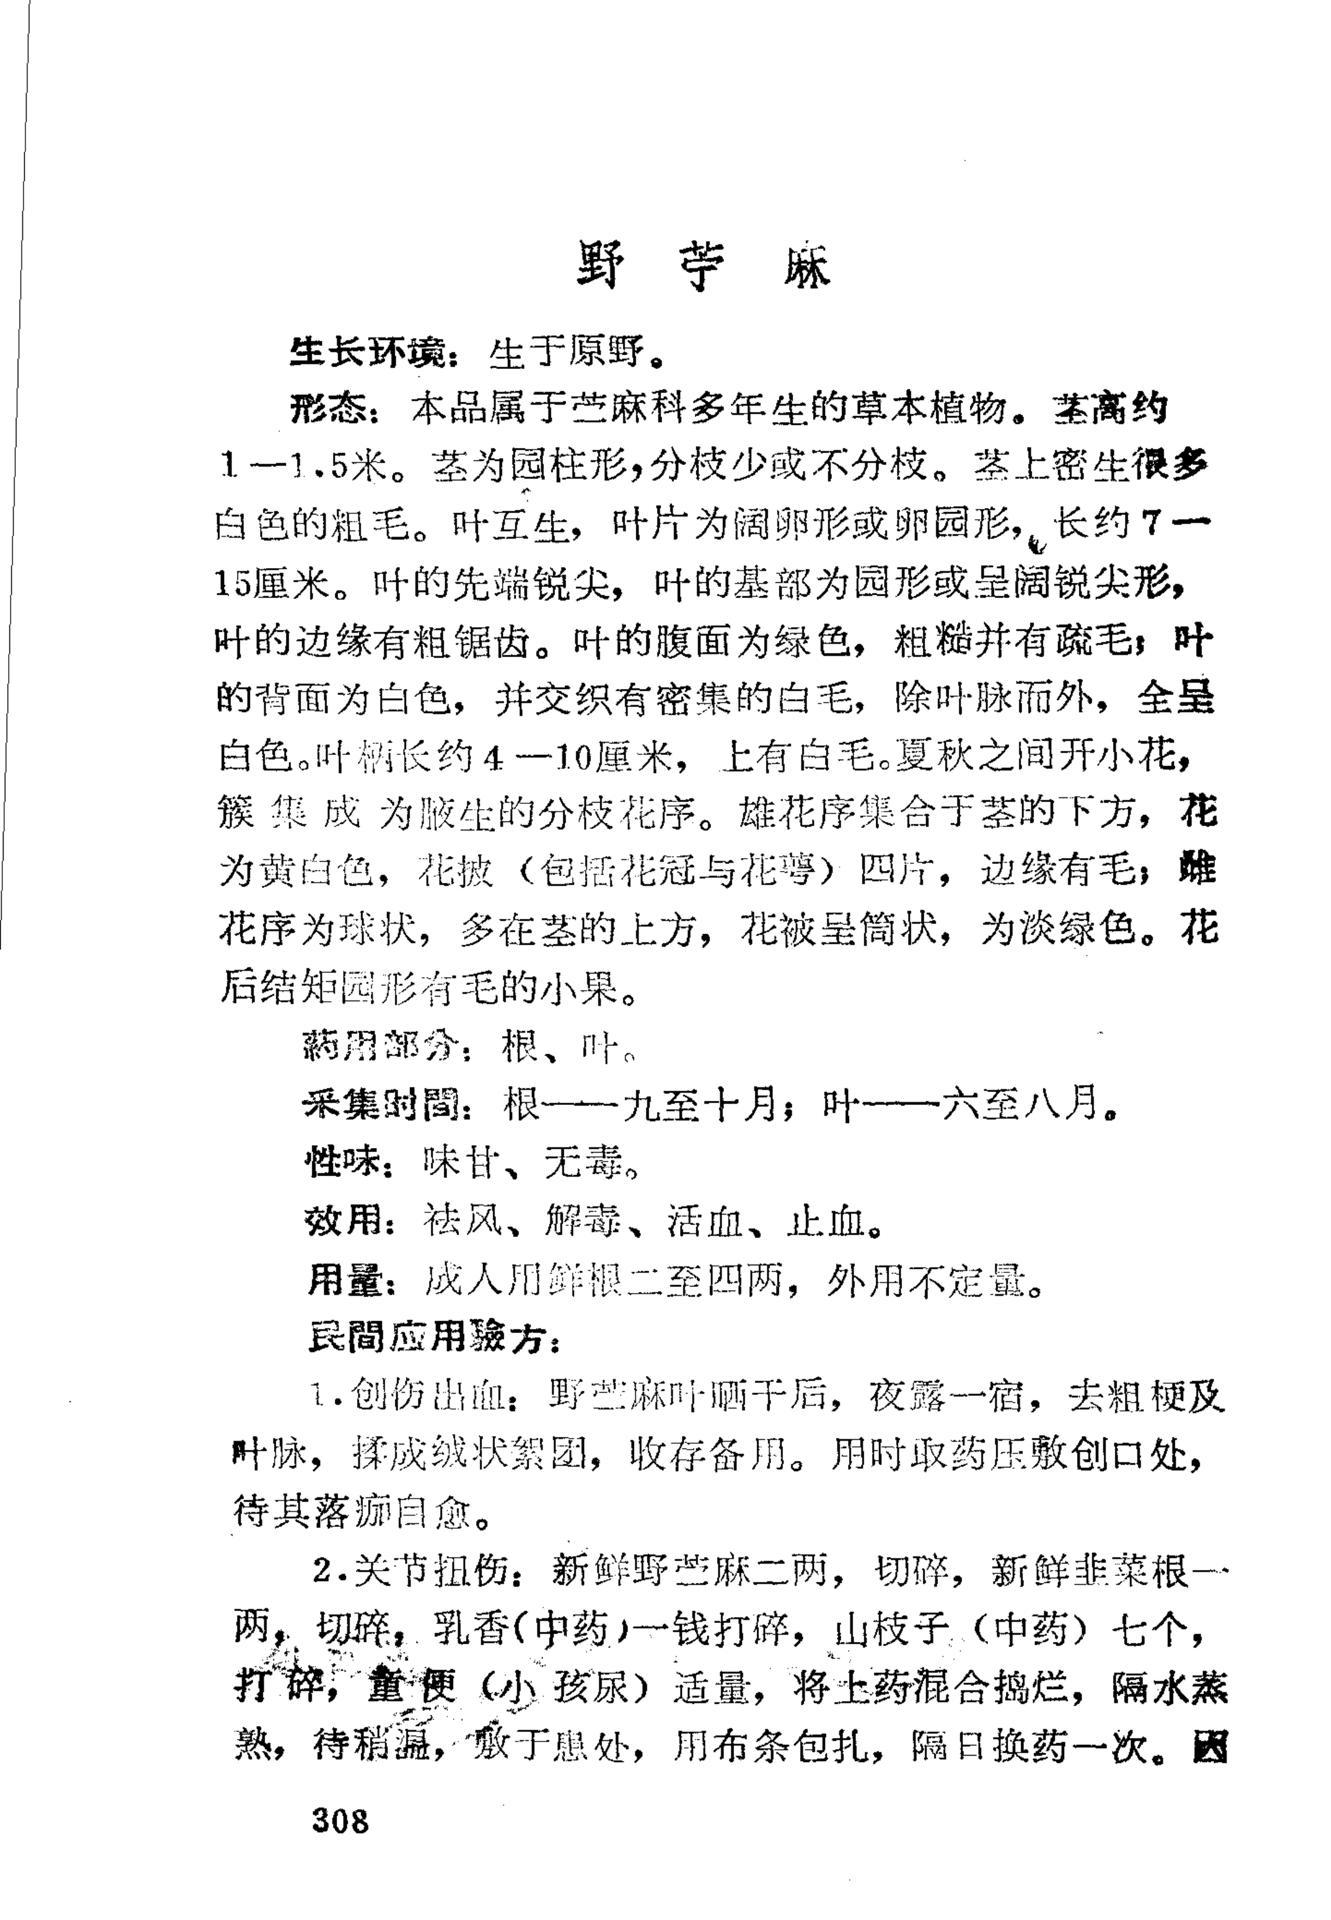 野苧麻
生长环境：生于原野。
形态：本品属于苎麻科多年生的草本植物。茎高约
1—1.5米。茎为园柱形，分枝少或不分枝。茎上密生很多
白色的粗毛。叶互生，叶片为阔卵形或卵园形，长约7—
15厘米。叶的先端锐尖，叶的基部为园形或呈阔锐尖形，
叶的边缘有粗锯齿。叶的腹面为绿色，粗糙并有疏毛；叶
的背面为白色，并交织有密集的白毛，除叶脉而外，全呈
白色。叶柄长约4—10厘米，上有白毛。夏秋之间开小花，
簇集成为腋生的分枝花序。雄花序集合于茎的下方，花
为黄白色，花披（包括花冠与花萼）四片，边缘有毛；雌
花序为球状，多在茎的上方，花被呈筒状，为淡绿色。花
后结矩园形有毛的小果。
药用部分：根、叶。
采集时間：根——九至十月；叶——六至八月。
性味：味甘、无毒。
效用：祛风、解毒、活血、止血。
用量：成人用鲜根二至四两，外用不定量。
民間应用驗方：
1.创伤出血：野苎麻叶晒干后，夜露一宿，去粗梗及
叶脉，揉成绒状絮团，收存备用。用时取药压敷创口处，
待其落痂自愈。
2.关节扭伤：新鲜野苎麻二两，切碎，新鲜韭菜根一
两，切碎，乳香（中药）一钱打碎，山枝子（中药）七个，
打碎，童便（小孩尿）适量，将上药混合捣烂，隔水蒸
熟，待稍温，敷于患处，用布条包扎，隔日换药一次。因
308